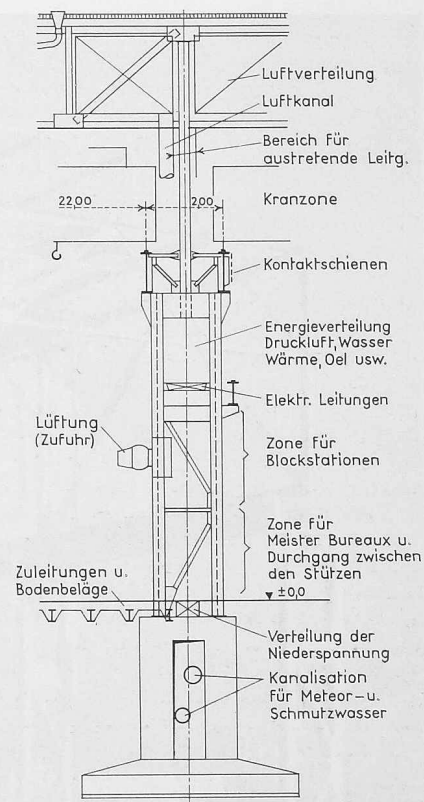 Luftverteilung
Luftkanal
Bereich für
austretende Leitg.
22.00
2.00
Kranzone
Kontaktschienen
Energieverteilung
Druckluft, Wasser
Wärme, Oel usw.
Elektr. Leitungen
Lüftung
(Zufuhr)
Zone für
Blockstationen
Zone für
Meister Bureaux u.
Durchgang zwischen
den Stützen
Zuleitungen u.
Bodenbeläge
±0,0
Verteilung der
Niederspannung
Kanalisation
für Meteor- u.
Schmutzwasser